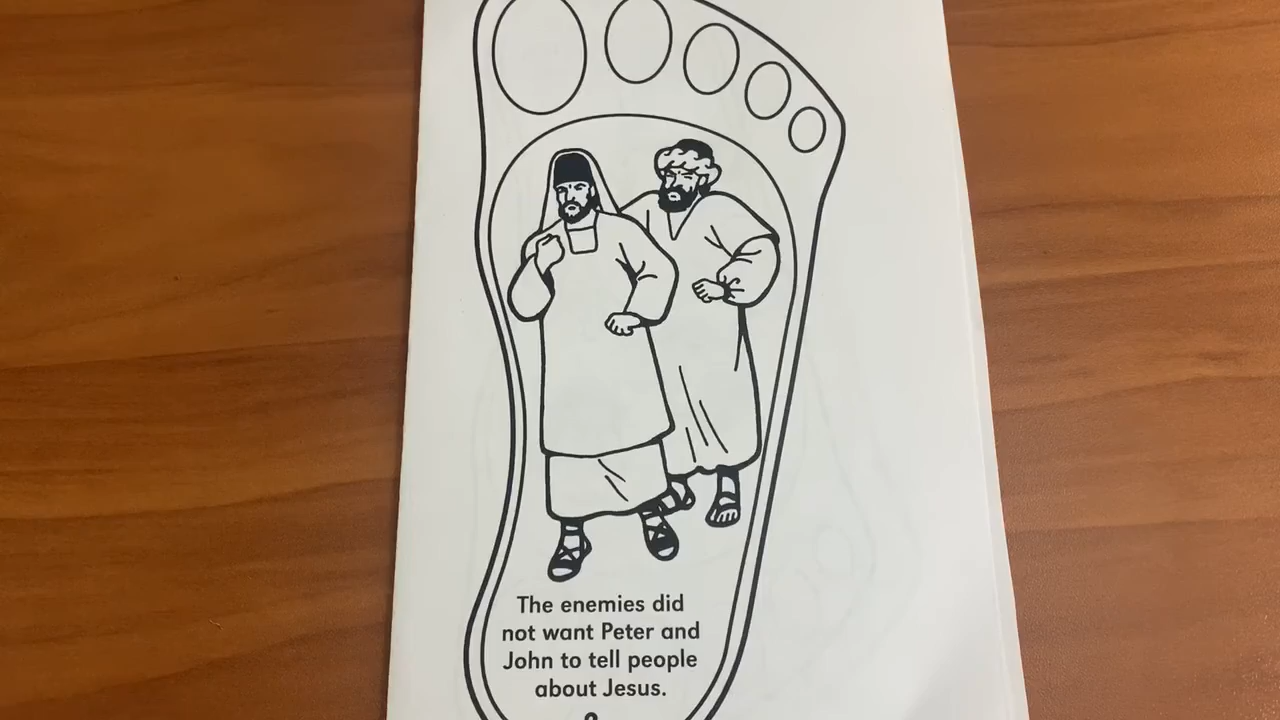 The enemies did
not want Peter and
John to tell people
about Jesus.